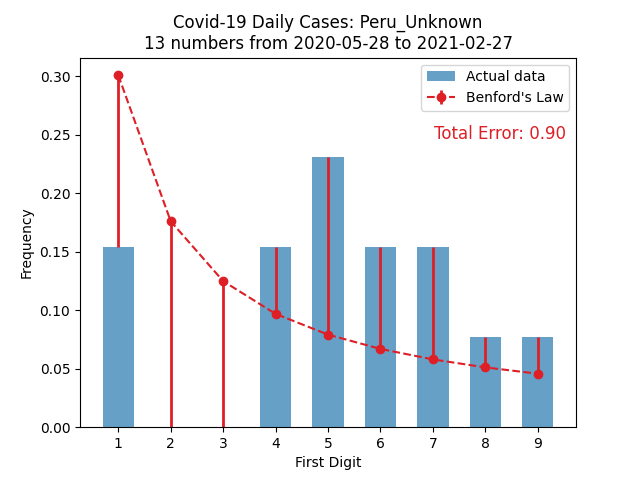 Covid-19 Daily Cases: Peru_Unknown
13 numbers from 2020-05-28 to 2021-02-27
Actual data
Benford's Law
Total Error: 0.90
0.30
0.25
0.20
0.15
0.10
0.05
0.00
Frequency
1 2 3 4 5 6 7 8 9
First Digit